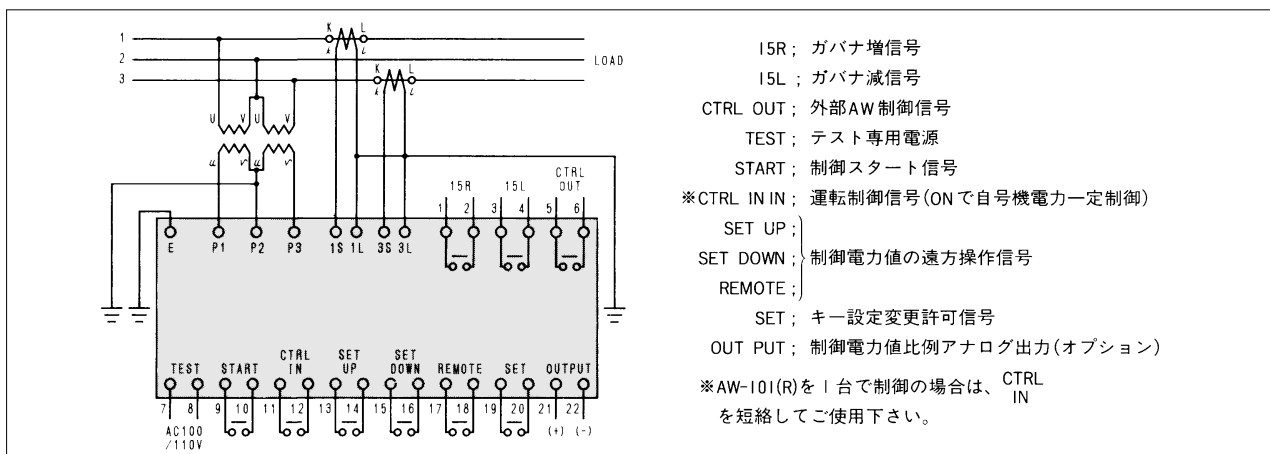 1
2
3
K
L
k
l
LOAD
K
L
k
l
U
V
U
V
u
v
u
v
15R
15L
CTRL
OUT
1
2
3
4
5
6
E
P1
P2
P3
1S
1L
3S
3L
TEST
START
CTRL
IN
SET
UP
SET
DOWN
REMOTE
SET
OUTPUT
7
8
9
10
11
12
13
14
15
16
17
18
19
20
21
22
AC100
/110V
(+)
(-)
15R ; ガバナ増信号
15L ; ガバナ減信号
CTRL OUT ; 外部AW制御信号
TEST ; テスト専用電源
START ; 制御スタート信号
※CTRL IN IN ; 運転制御信号(ONで自号機電力一定制御)
SET UP ;
SET DOWN ; 制御電力値の遠方操作信号
REMOTE ;
SET ; キー設定変更許可信号
OUT PUT ; 制御電力値比例アナログ出力(オプション)
※AW-101(R)を1台で制御の場合は、CTRL
IN
を短絡してご使用下さい。